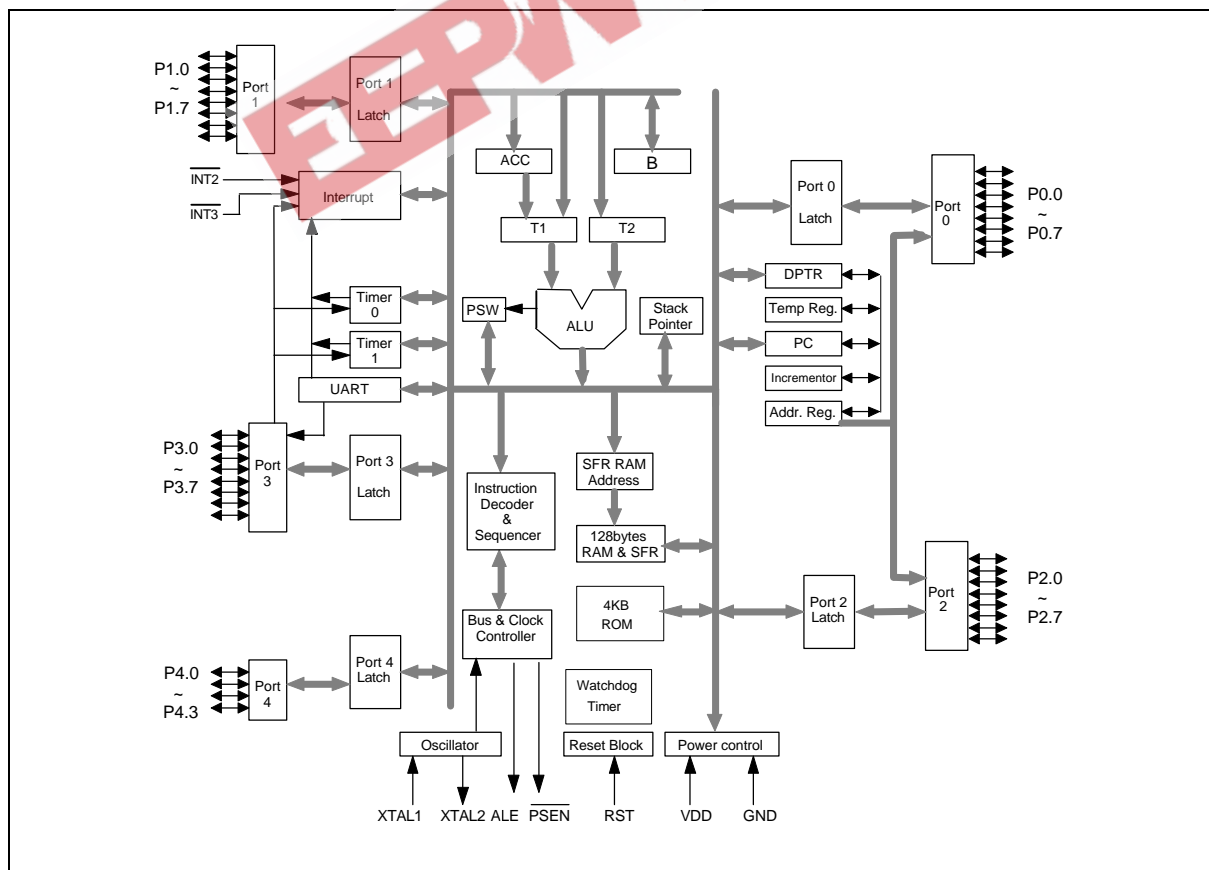 EEPW
P1.0
~
P1.7
Port
1
Port 1
Latch
INT2
INT3
Interrupt
ACC
B
T1
T2
Timer
0
Timer
1
UART
PSW
ALU
Stack
Pointer
Port 0
Latch
Port
0
P0.0
~
P0.7
DPTR
Temp Reg.
PC
Incrementor
Addr. Reg.
P3.0
~
P3.7
Port
3
Port 3
Latch
Instruction
Decoder
&
Sequencer
SFR RAM
Address
128bytes
RAM & SFR
4KB
ROM
Bus & Clock
Controller
Port 2
Latch
Port
2
P2.0
~
P2.7
P4.0
~
P4.3
Port
4
Port 4
Latch
Watchdog
Timer
Oscillator
Reset Block
Power control
XTAL1
XTAL2
ALE
PSEN
RST
VDD
GND